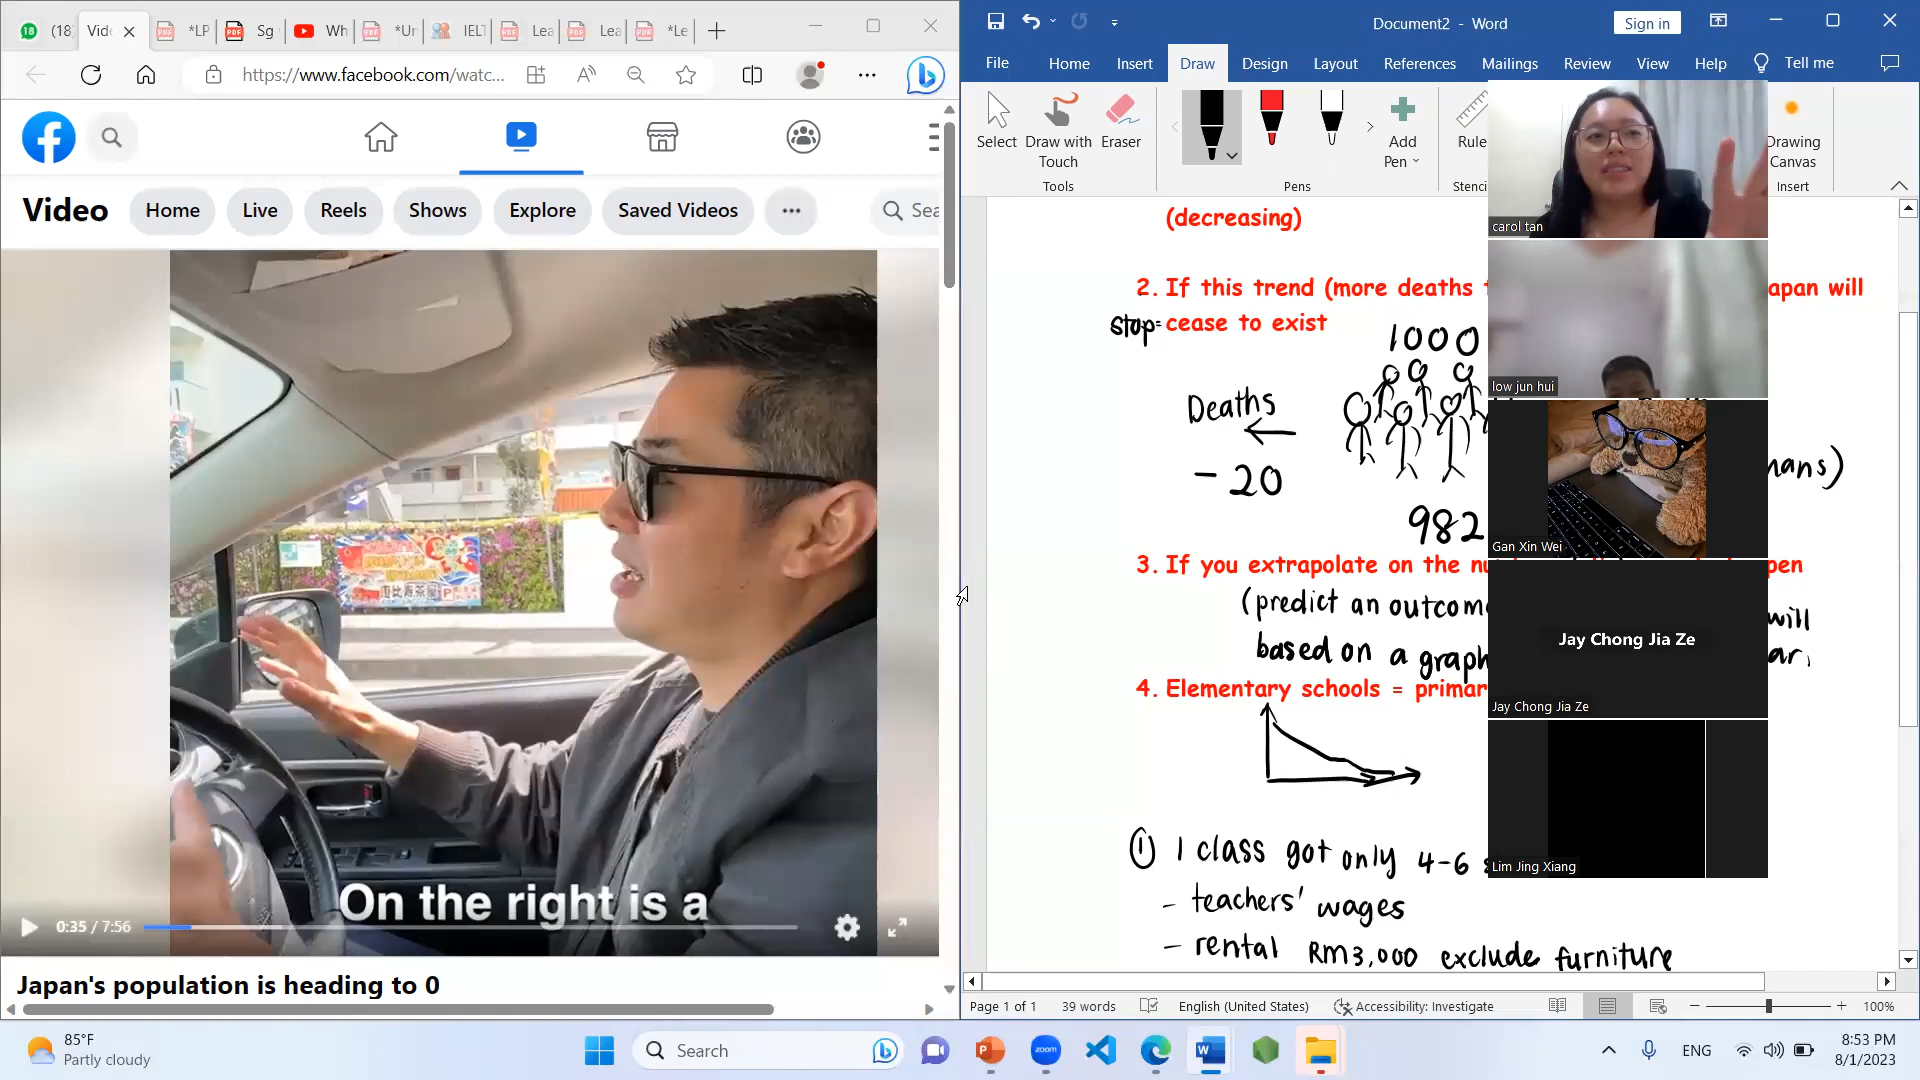 (18
Vid
*LP
Sg
Wh
*Ur
IEL
Lea
Lea
*Le
https://www.facebook.com/watc...
Video
Home
Live
Reels
Shows
Explore
Saved Videos
Sea
On the right is a
0:35 / 7:56
Japan's population is heading to 0
Document2 - Word
Sign in
File
Home
Insert
Draw
Design
Layout
References
Mailings
Review
View
Help
Tell me
Select
Draw with Touch
Eraser
Add Pen
Rule
Drawing Canvas
Tools
Pens
Stenci
Insert
(decreasing)
2. If this trend (more deaths
apan will
stop= cease to exist
1000
Deaths
- 20
mans)
982
3. If you extrapolate on the nu
pen
(predict an outcom
will
based on a graph
ar.
4. Elementary schools = primar
① 1 class got only 4-6
- teachers' wages
- rental RM3,000 exclude furniture
carol tan
low jun hui
Gan Xin Wei
Jay Chong Jia Ze
Jay Chong Jia Ze
Lim Jing Xiang
Page 1 of 1
39 words
English (United States)
Accessibility: Investigate
100%
85°F
Partly cloudy
Search
zoom
ENG
8:53 PM
8/1/2023